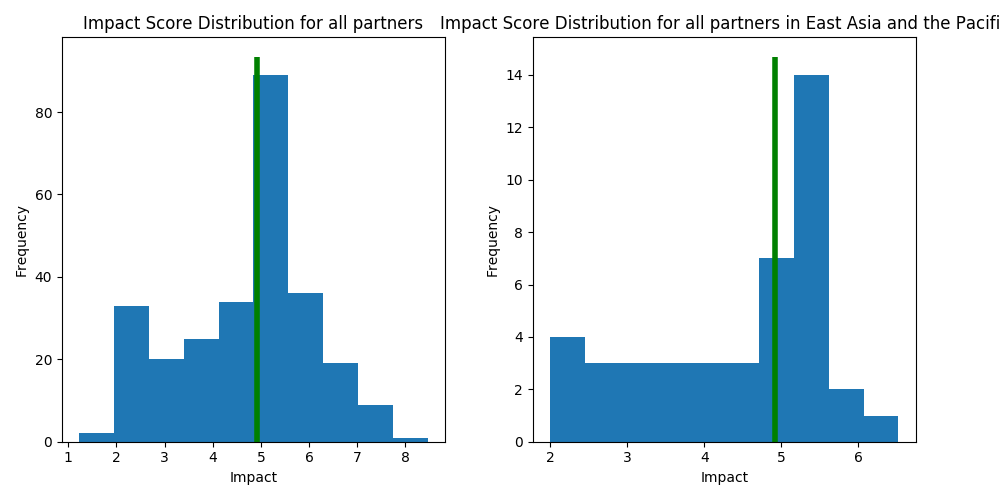 Impact Score Distribution for all partners
Frequency
80
60
40
20
0
1 2 3 4 5 6 7 8
Impact
Impact Score Distribution for all partners in East Asia and the Pacifi
Frequency
14
12
10
8
6
4
2
0
2 3 4 5 6
Impact